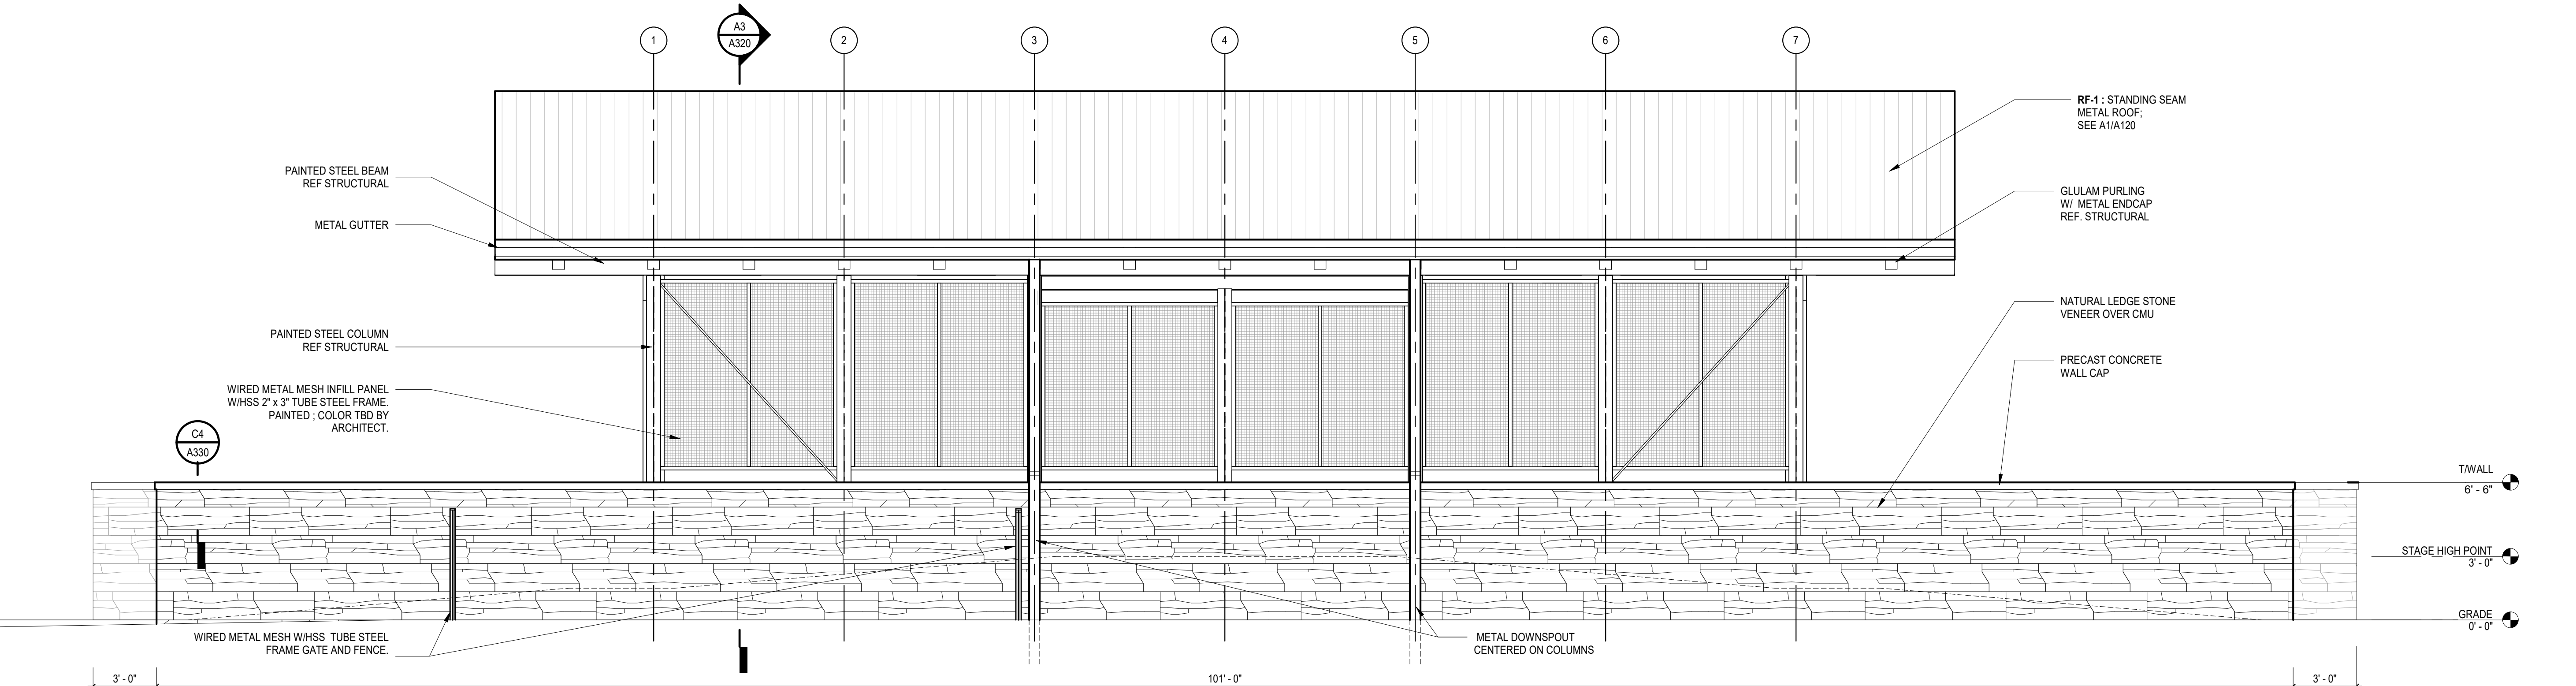 A3
A320
1
2
3
4
5
6
7
RF-1 : STANDING SEAM
METAL ROOF;
SEE A1/A120
PAINTED STEEL BEAM
REF STRUCTURAL
GLULAM PURLING
W/ METAL ENDCAP
REF. STRUCTURAL
METAL GUTTER
NATURAL LEDGE STONE
VENEER OVER CMU
PAINTED STEEL COLUMN
REF STRUCTURAL
PRECAST CONCRETE
WALL CAP
WIRED METAL MESH INFILL PANEL
W/HSS 2" x 3" TUBE STEEL FRAME.
PAINTED ; COLOR TBD BY
ARCHITECT.
C4
A330
T/WALL
6' - 6"
STAGE HIGH POINT
3' - 0"
GRADE
0' - 0"
WIRED METAL MESH W/HSS TUBE STEEL
FRAME GATE AND FENCE.
METAL DOWNSPOUT
CENTERED ON COLUMNS
3' - 0"
101' - 0"
3' - 0"